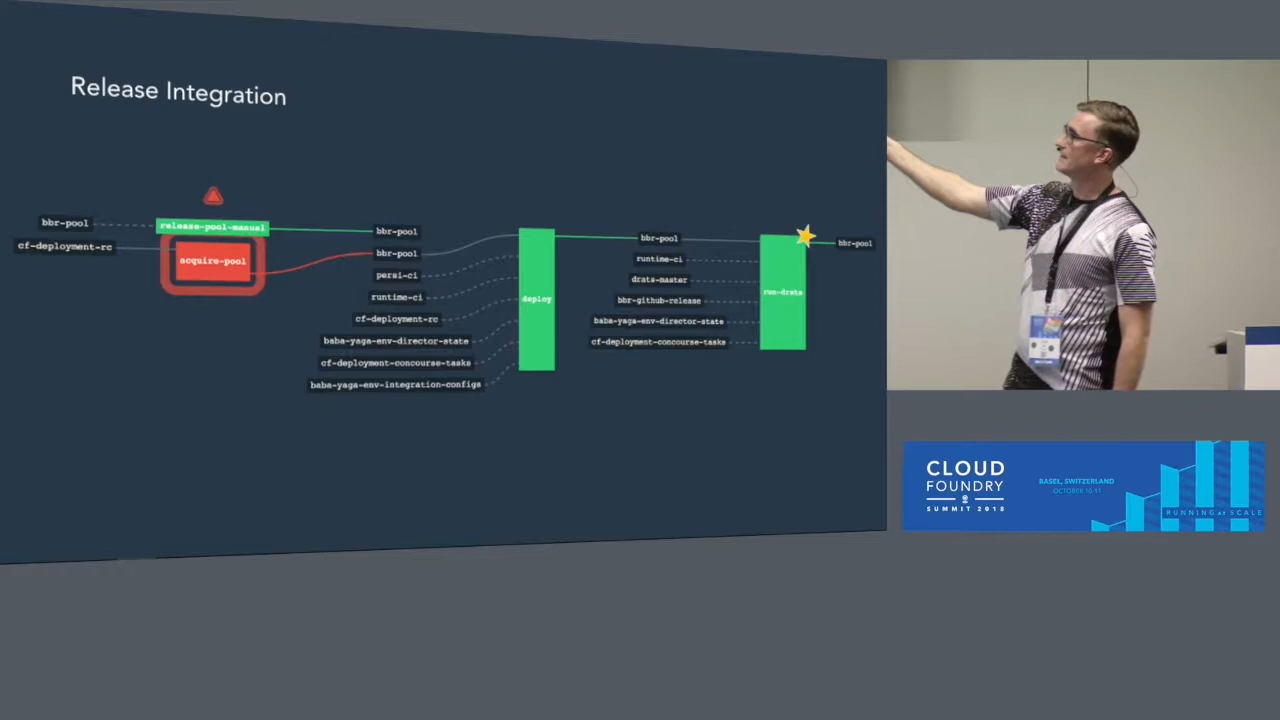 Release Integration
bbr-pool
cf-deployment-rc
release-pool-manual
acquire-pool
bbr-pool
bbr-pool
persi-ci
runtime-ci
cf-deployment-rc
baba-yaga-env-director-state
cf-deployment-concourse-tasks
baba-yaga-env-integration-configs
deploy
bbr-pool
runtime-ci
drats-master
bbr-github-release
baba-yaga-env-director-state
cf-deployment-concourse-tasks
run-drats
bbr-pool
CLOUD
FOUNDRY
SUMMIT 2018
BASEL, SWITZERLAND
OCTOBER 10-11
RUNNING at SCALE